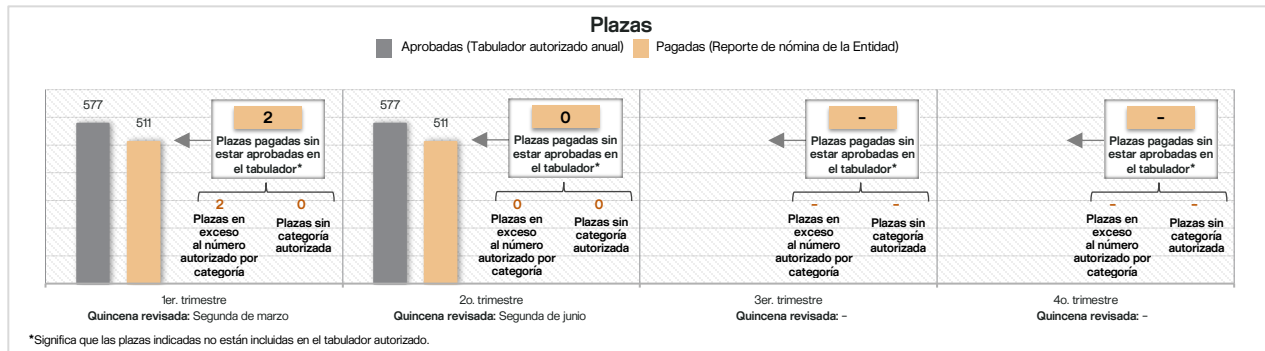 Plazas
Aprobadas (Tabulador autorizado anual)
Pagadas (Reporte de nómina de la Entidad)
577
511
2
Plazas pagadas sin
estar aprobadas en
el tabulador*
2
Plazas en
exceso
al número
autorizado por
categoría
0
Plazas sin
categoría
autorizada
1er. trimestre
Quincena revisada: Segunda de marzo
577
511
0
Plazas pagadas sin
estar aprobadas en
el tabulador*
0
Plazas en
exceso
al número
autorizado por
categoría
0
Plazas sin
categoría
autorizada
2o. trimestre
Quincena revisada: Segunda de junio
-
Plazas pagadas sin
estar aprobadas en
el tabulador*
-
Plazas en
exceso
al número
autorizado por
categoría
-
Plazas sin
categoría
autorizada
3er. trimestre
Quincena revisada: -
-
Plazas pagadas sin
estar aprobadas en
el tabulador*
-
Plazas en
exceso
al número
autorizado por
categoría
-
Plazas sin
categoría
autorizada
4o. trimestre
Quincena revisada: -
*Significa que las plazas indicadas no están incluidas en el tabulador autorizado.